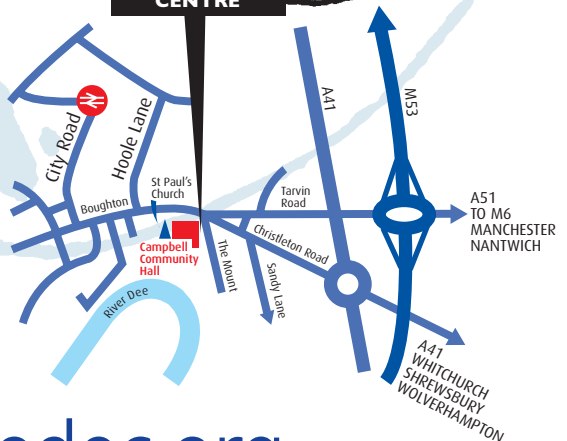 CENTRE
City Road
Hoole Lane
A41
M53
St Paul's
Church
Boughton
Tarvin
Road
A51
TO M6
MANCHESTER
NANTWICH
Campbell
Community
Hall
The Mount
Christleton Road
Sandy Lane
River Dee
A41
WHITCHURCH
SHREWSBURY
WOLVERHAMPTON